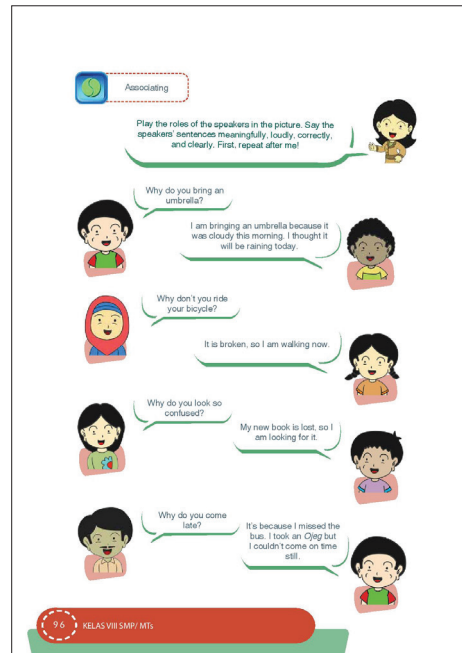 Associating
Play the roles of the speakers in the picture. Say the
speakers' sentences meaningfully, loudly, correctly,
and clearly. First, repeat after me!
Why do you bring an
umbrella?
I am bringing an umbrella because it
was cloudy this morning. I thought it
will be raining today.
Why don't you ride
your bicycle?
It is broken, so I am walking now.
Why do you look so
confused?
My new book is lost, so I
am looking for it.
Why do you come
late?
It's because I missed the
bus. I took an Ojeg but
I couldn't come on time
still.
96 KELAS VIII SMP/ MTs